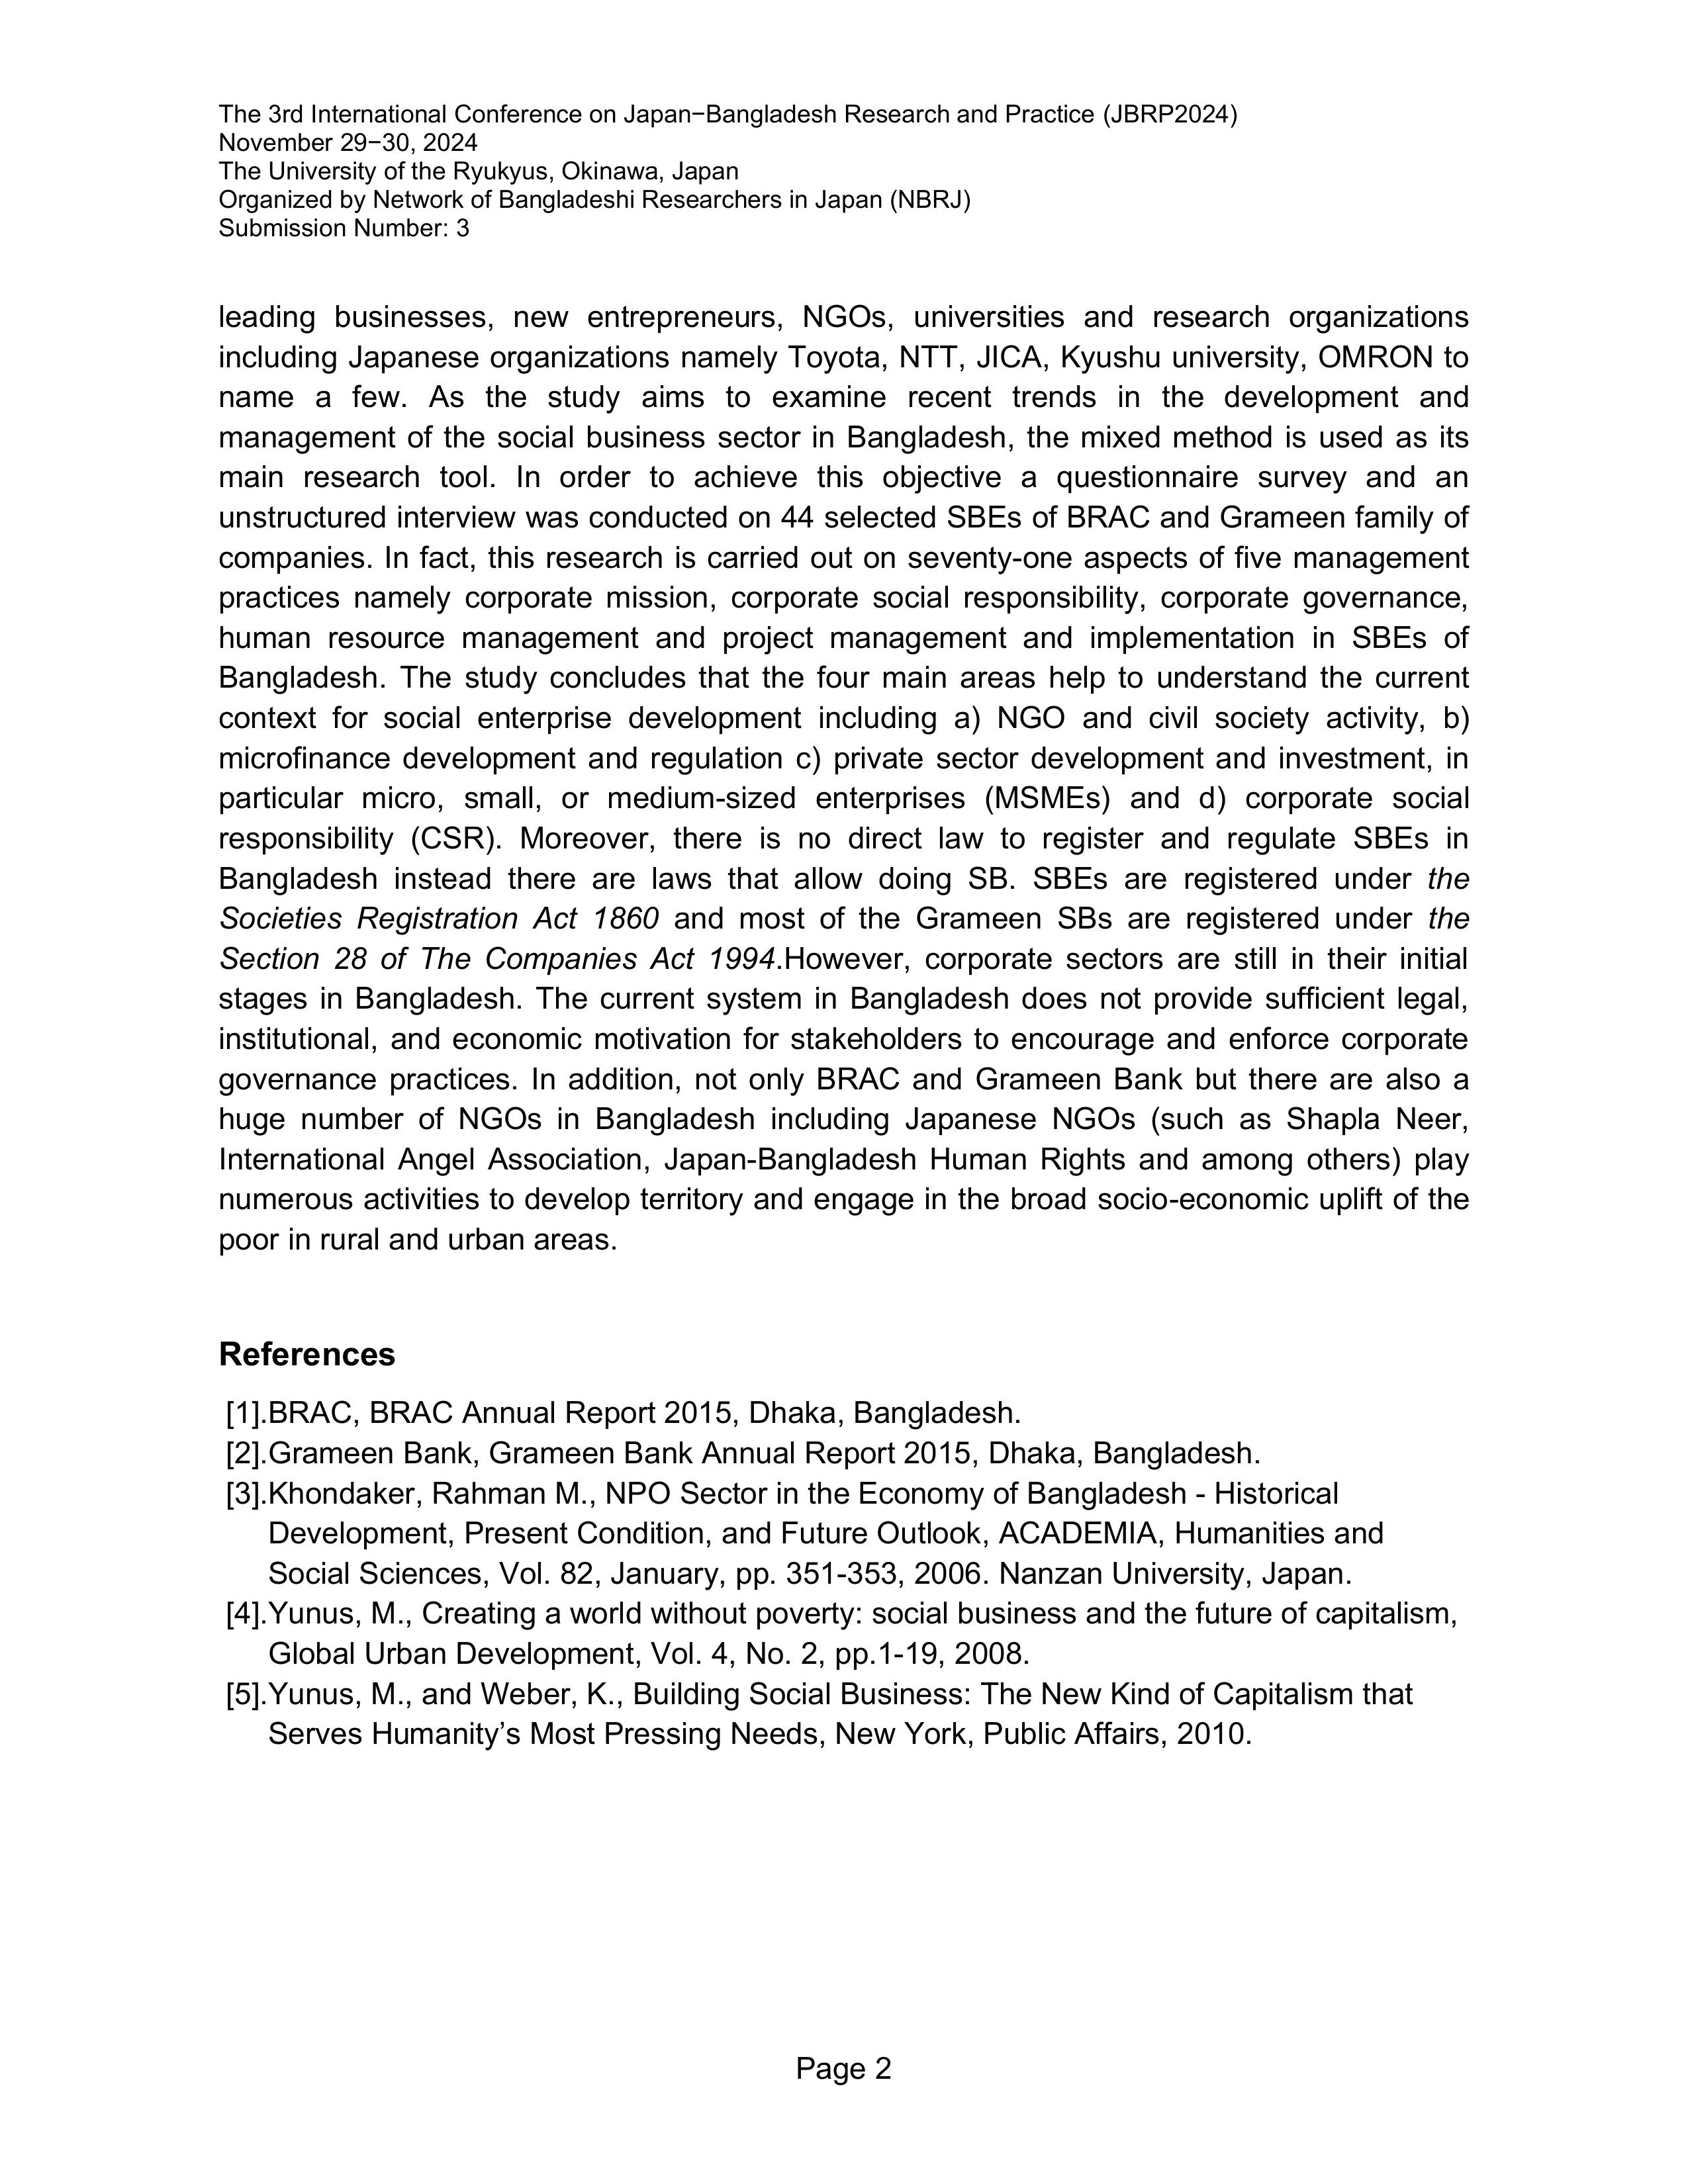 The 3rd International Conference on Japan−Bangladesh Research and Practice (JBRP2024)
November 29−30, 2024
The University of the Ryukyus, Okinawa, Japan
Organized by Network of Bangladeshi Researchers in Japan (NBRJ)
Submission Number: 3
leading businesses, new entrepreneurs, NGOs, universities and research organizations
including Japanese organizations namely Toyota, NTT, JICA, Kyushu university, OMRON to
name a few. As the study aims to examine recent trends in the development and
management of the social business sector in Bangladesh, the mixed method is used as its
main research tool. In order to achieve this objective a questionnaire survey and an
unstructured interview was conducted on 44 selected SBEs of BRAC and Grameen family of
companies. In fact, this research is carried out on seventy-one aspects of five management
practices namely corporate mission, corporate social responsibility, corporate governance,
human resource management and project management and implementation in SBEs of
Bangladesh. The study concludes that the four main areas help to understand the current
context for social enterprise development including a) NGO and civil society activity, b)
microfinance development and regulation c) private sector development and investment, in
particular micro, small, or medium-sized enterprises (MSMEs) and d) corporate social
responsibility (CSR). Moreover, there is no direct law to register and regulate SBEs in
Bangladesh instead there are laws that allow doing SB. SBEs are registered under the
Societies Registration Act 1860 and most of the Grameen SBs are registered under the
Section 28 of The Companies Act 1994.However, corporate sectors are still in their initial
stages in Bangladesh. The current system in Bangladesh does not provide sufficient legal,
institutional, and economic motivation for stakeholders to encourage and enforce corporate
governance practices. In addition, not only BRAC and Grameen Bank but there are also a
huge number of NGOs in Bangladesh including Japanese NGOs (such as Shapla Neer,
International Angel Association, Japan-Bangladesh Human Rights and among others) play
numerous activities to develop territory and engage in the broad socio-economic uplift of the
poor in rural and urban areas.
References
[1].BRAC, BRAC Annual Report 2015, Dhaka, Bangladesh.
[2].Grameen Bank, Grameen Bank Annual Report 2015, Dhaka, Bangladesh.
[3].Khondaker, Rahman M., NPO Sector in the Economy of Bangladesh - Historical
Development, Present Condition, and Future Outlook, ACADEMIA, Humanities and
Social Sciences, Vol. 82, January, pp. 351-353, 2006. Nanzan University, Japan.
[4].Yunus, M., Creating a world without poverty: social business and the future of capitalism,
Global Urban Development, Vol. 4, No. 2, pp.1-19, 2008.
[5].Yunus, M., and Weber, K., Building Social Business: The New Kind of Capitalism that
Serves Humanity’s Most Pressing Needs, New York, Public Affairs, 2010.
Page 2